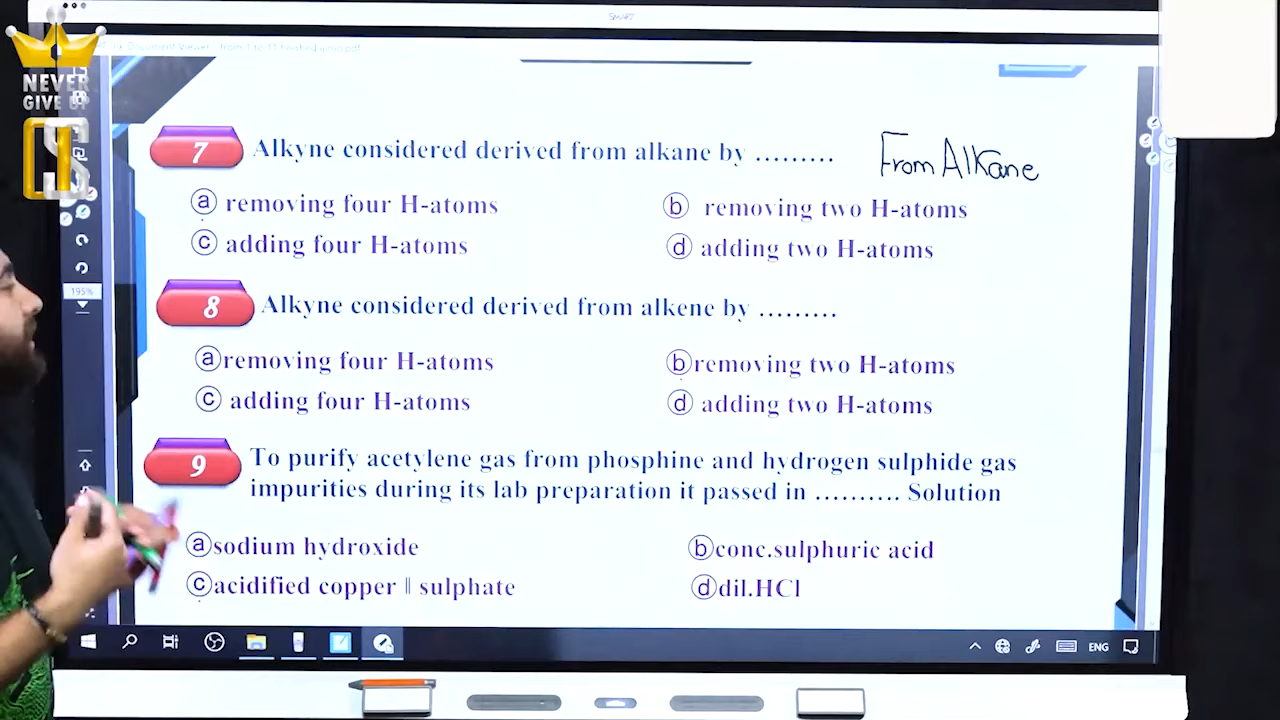 SMART
NEVER
GIVE UP
7 Alkyne considered derived from alkane by ......... From Alkane
ⓐ removing four H-atoms ⓑ removing two H-atoms
ⓒ adding four H-atoms ⓓ adding two H-atoms
195%
8 Alkyne considered derived from alkene by .........
ⓐ removing four H-atoms ⓑ removing two H-atoms
ⓒ adding four H-atoms ⓓ adding two H-atoms
9 To purify acetylene gas from phosphine and hydrogen sulphide gas
impurities during its lab preparation it passed in .......... Solution
ⓐ sodium hydroxide ⓑ conc.sulphuric acid
ⓒ acidified copper || sulphate ⓓ dil.HCl
ENG